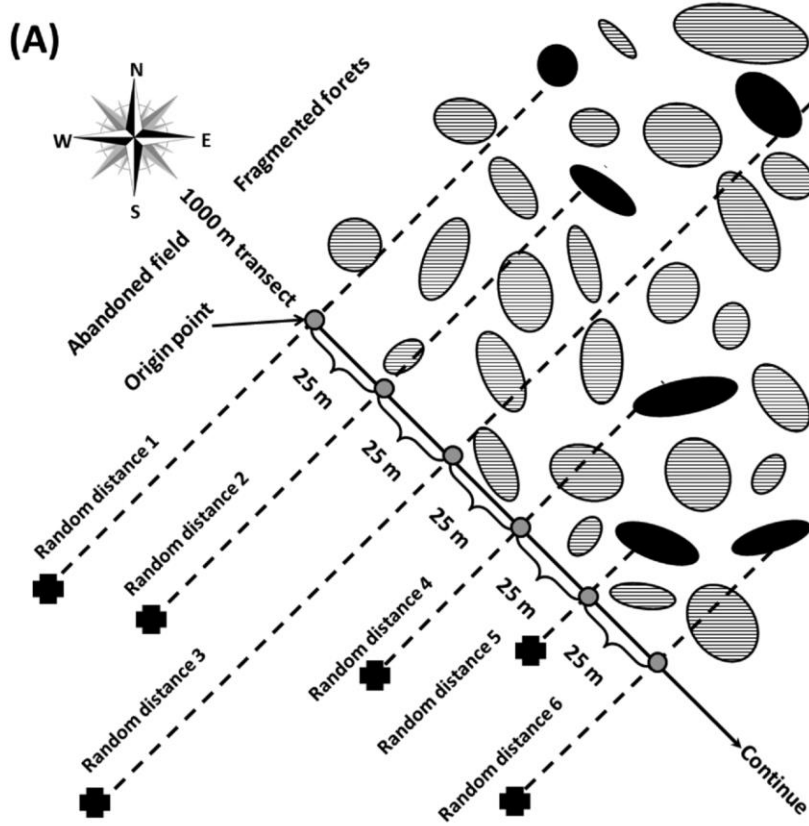 (A)
N
W
E
S
Fragmented forets
1000 m transect
Abandoned field
Origin point
25 m
25 m
25 m
25 m
25 m
Random distance 1
Random distance 2
Random distance 3
Random distance 4
Random distance 5
Random distance 6
Continue